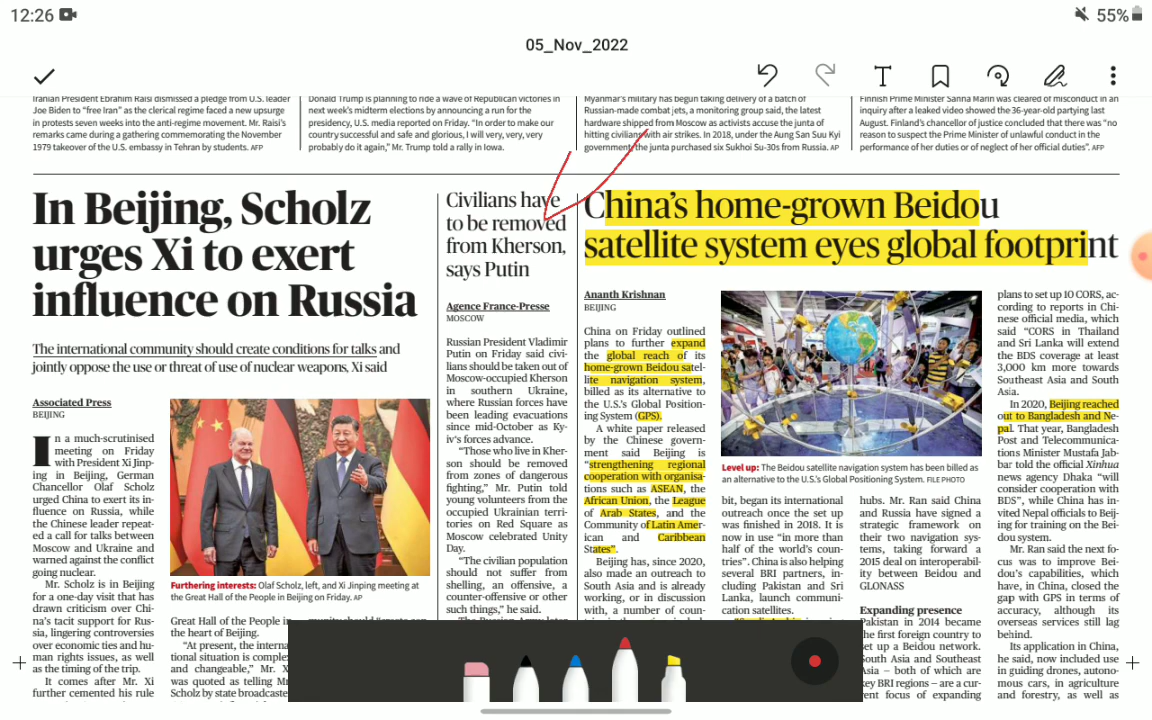 12:26
55%
05_Nov_2022
T
Iranian President Ebrahim Raisi dismissed a pledge from U.S. leader
Joe Biden to “free Iran” as the clerical regime faced a new upsurge
in protests seven weeks into the anti-regime movement. Mr. Raisi’s
remarks came during a gathering commemorating the November
1979 takeover of the U.S. embassy in Tehran by students. AFP
Donald Trump is planning to ride a wave of Republican victories in
next week’s midterm elections by announcing a run for the
presidency, U.S. media reported on Friday. “In order to make our
country successful and safe and glorious, I will very, very, very
probably do it again,” Mr. Trump told a rally in Iowa.
Myanmar’s military has begun taking delivery of a batch of
Russian-made combat jets, a monitoring group said, the latest
hardware shipped from Moscow as activists accuse the junta of
hitting civilians with air strikes. In 2018, under the Aung San Suu Kyi
government, the junta purchased six Sukhoi Su-30s from Russia. AP
Finnish Prime Minister Sanna Marin was cleared of misconduct in an
inquiry after a leaked video showed the 36-year-old partying last
August. Finland’s chancellor of justice concluded that there was “no
reason to suspect the Prime Minister of unlawful conduct in the
performance of her duties or of neglect of her official duties”. AFP
In Beijing, Scholz
urges Xi to exert
influence on Russia
The international community should create conditions for talks and
jointly oppose the use or threat of use of nuclear weapons, Xi said
Associated Press
BEIJING
In a much-scrutinised
meeting on Friday
with President Xi Jinp-
ing in Beijing, German
Chancellor Olaf Scholz
urged China to exert its in-
fluence on Russia, while
the Chinese leader repeat-
ed a call for talks between
Moscow and Ukraine and
warned against the conflict
going nuclear.
Mr. Scholz is in Beijing
for a one-day visit that has
drawn criticism over Chi-
na’s tacit support for Rus-
sia, lingering controversies
over economic ties and hu-
man rights issues, as well
as the timing of the trip.
It comes after Mr. Xi
further cemented his rule
Furthering interests: Olaf Scholz, left, and Xi Jinping meeting at
the Great Hall of the People in Beijing on Friday. AP
Great Hall of the People in
the heart of Beijing.
“At present, the interna
tional situation is comple
and changeable,” Mr. X
was quoted as telling Mr
Scholz by state broadcaste
Civilians have
to be removed
from Kherson,
says Putin
Agence France-Presse
MOSCOW
Russian President Vladimir
Putin on Friday said civi-
lians should be taken out of
Moscow-occupied Kherson
in southern Ukraine,
where Russian forces have
been leading evacuations
since mid-October as Ky-
iv’s forces advance.
“Those who live in Kher-
son should be removed
from zones of dangerous
fighting,” Mr. Putin told
young volunteers from the
occupied Ukrainian terri-
tories on Red Square as
Moscow celebrated Unity
Day.
“The civilian population
should not suffer from
shelling, an offensive, a
counter-offensive or other
such things,” he said.
China’s home-grown Beidou
satellite system eyes global footprint
Ananth Krishnan
BEIJING
China on Friday outlined
plans to further expand
the global reach of its
home-grown Beidou satel-
lite navigation system,
billed as its alternative to
the U.S.’s Global Position-
ing System (GPS).
A white paper released
by the Chinese govern-
ment said Beijing is
“strengthening regional
cooperation with organisa-
tions such as ASEAN, the
African Union, the League
of Arab States, and the
Community of Latin Amer-
ican and Caribbean
States”.
Beijing has, since 2020,
also made an outreach to
South Asia and is already
working, or in discussion
with, a number of coun-
Level up: The Beidou satellite navigation system has been billed as
an alternative to the U.S.’s Global Positioning System. FILE PHOTO
bit, began its international
outreach once the set up
was finished in 2018. It is
now in use “in more than
half of the world’s coun-
tries”. China is also helping
several BRI partners, in-
cluding Pakistan and Sri
Lanka, launch communi-
cation satellites.
hubs. Mr. Ran said China
and Russia have signed a
strategic framework on
their two navigation sys-
tems, taking forward a
2015 deal on interoperabil-
ity between Beidou and
GLONASS
Expanding presence
Pakistan in 2014 became
the first foreign country to
set up a Beidou network.
South Asia and Southeast
Asia – both of which are
key BRI regions – are a cur-
rent focus of expanding
plans to set up 10 CORS, ac-
cording to reports in Chi-
nese official media, which
said “CORS in Thailand
and Sri Lanka will extend
the BDS coverage at least
3,000 km more towards
Southeast Asia and South
Asia.
In 2020, Beijing reached
out to Bangladesh and Ne-
pal. That year, Bangladesh
Post and Telecommunica-
tions Minister Mustafa Jab-
bar told the official Xinhua
news agency Dhaka “will
consider cooperation with
BDS”, while China has in-
vited Nepal officials to Beij-
ing for training on the Bei-
dou system.
Mr. Ran said the next fo-
cus was to improve Bei-
dou’s capabilities, which
have, in China, closed the
gap with GPS in terms of
accuracy, although its
overseas services still lag
behind.
Its application in China,
he said, now included use
in guiding drones, autono-
mous cars, in agriculture
and forestry, as well as